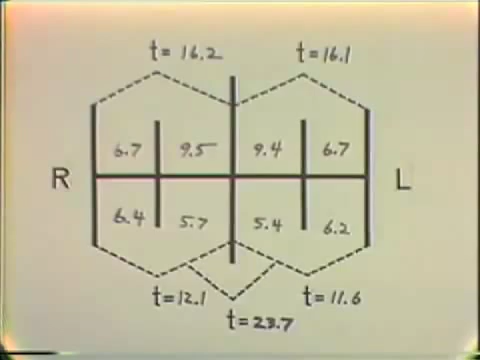 t = 16.2 t = 16.1
6.7 9.5 9.4 6.7
R L
6.4 5.7 5.4 6.2
t = 12.1 t = 11.6
t = 23.7